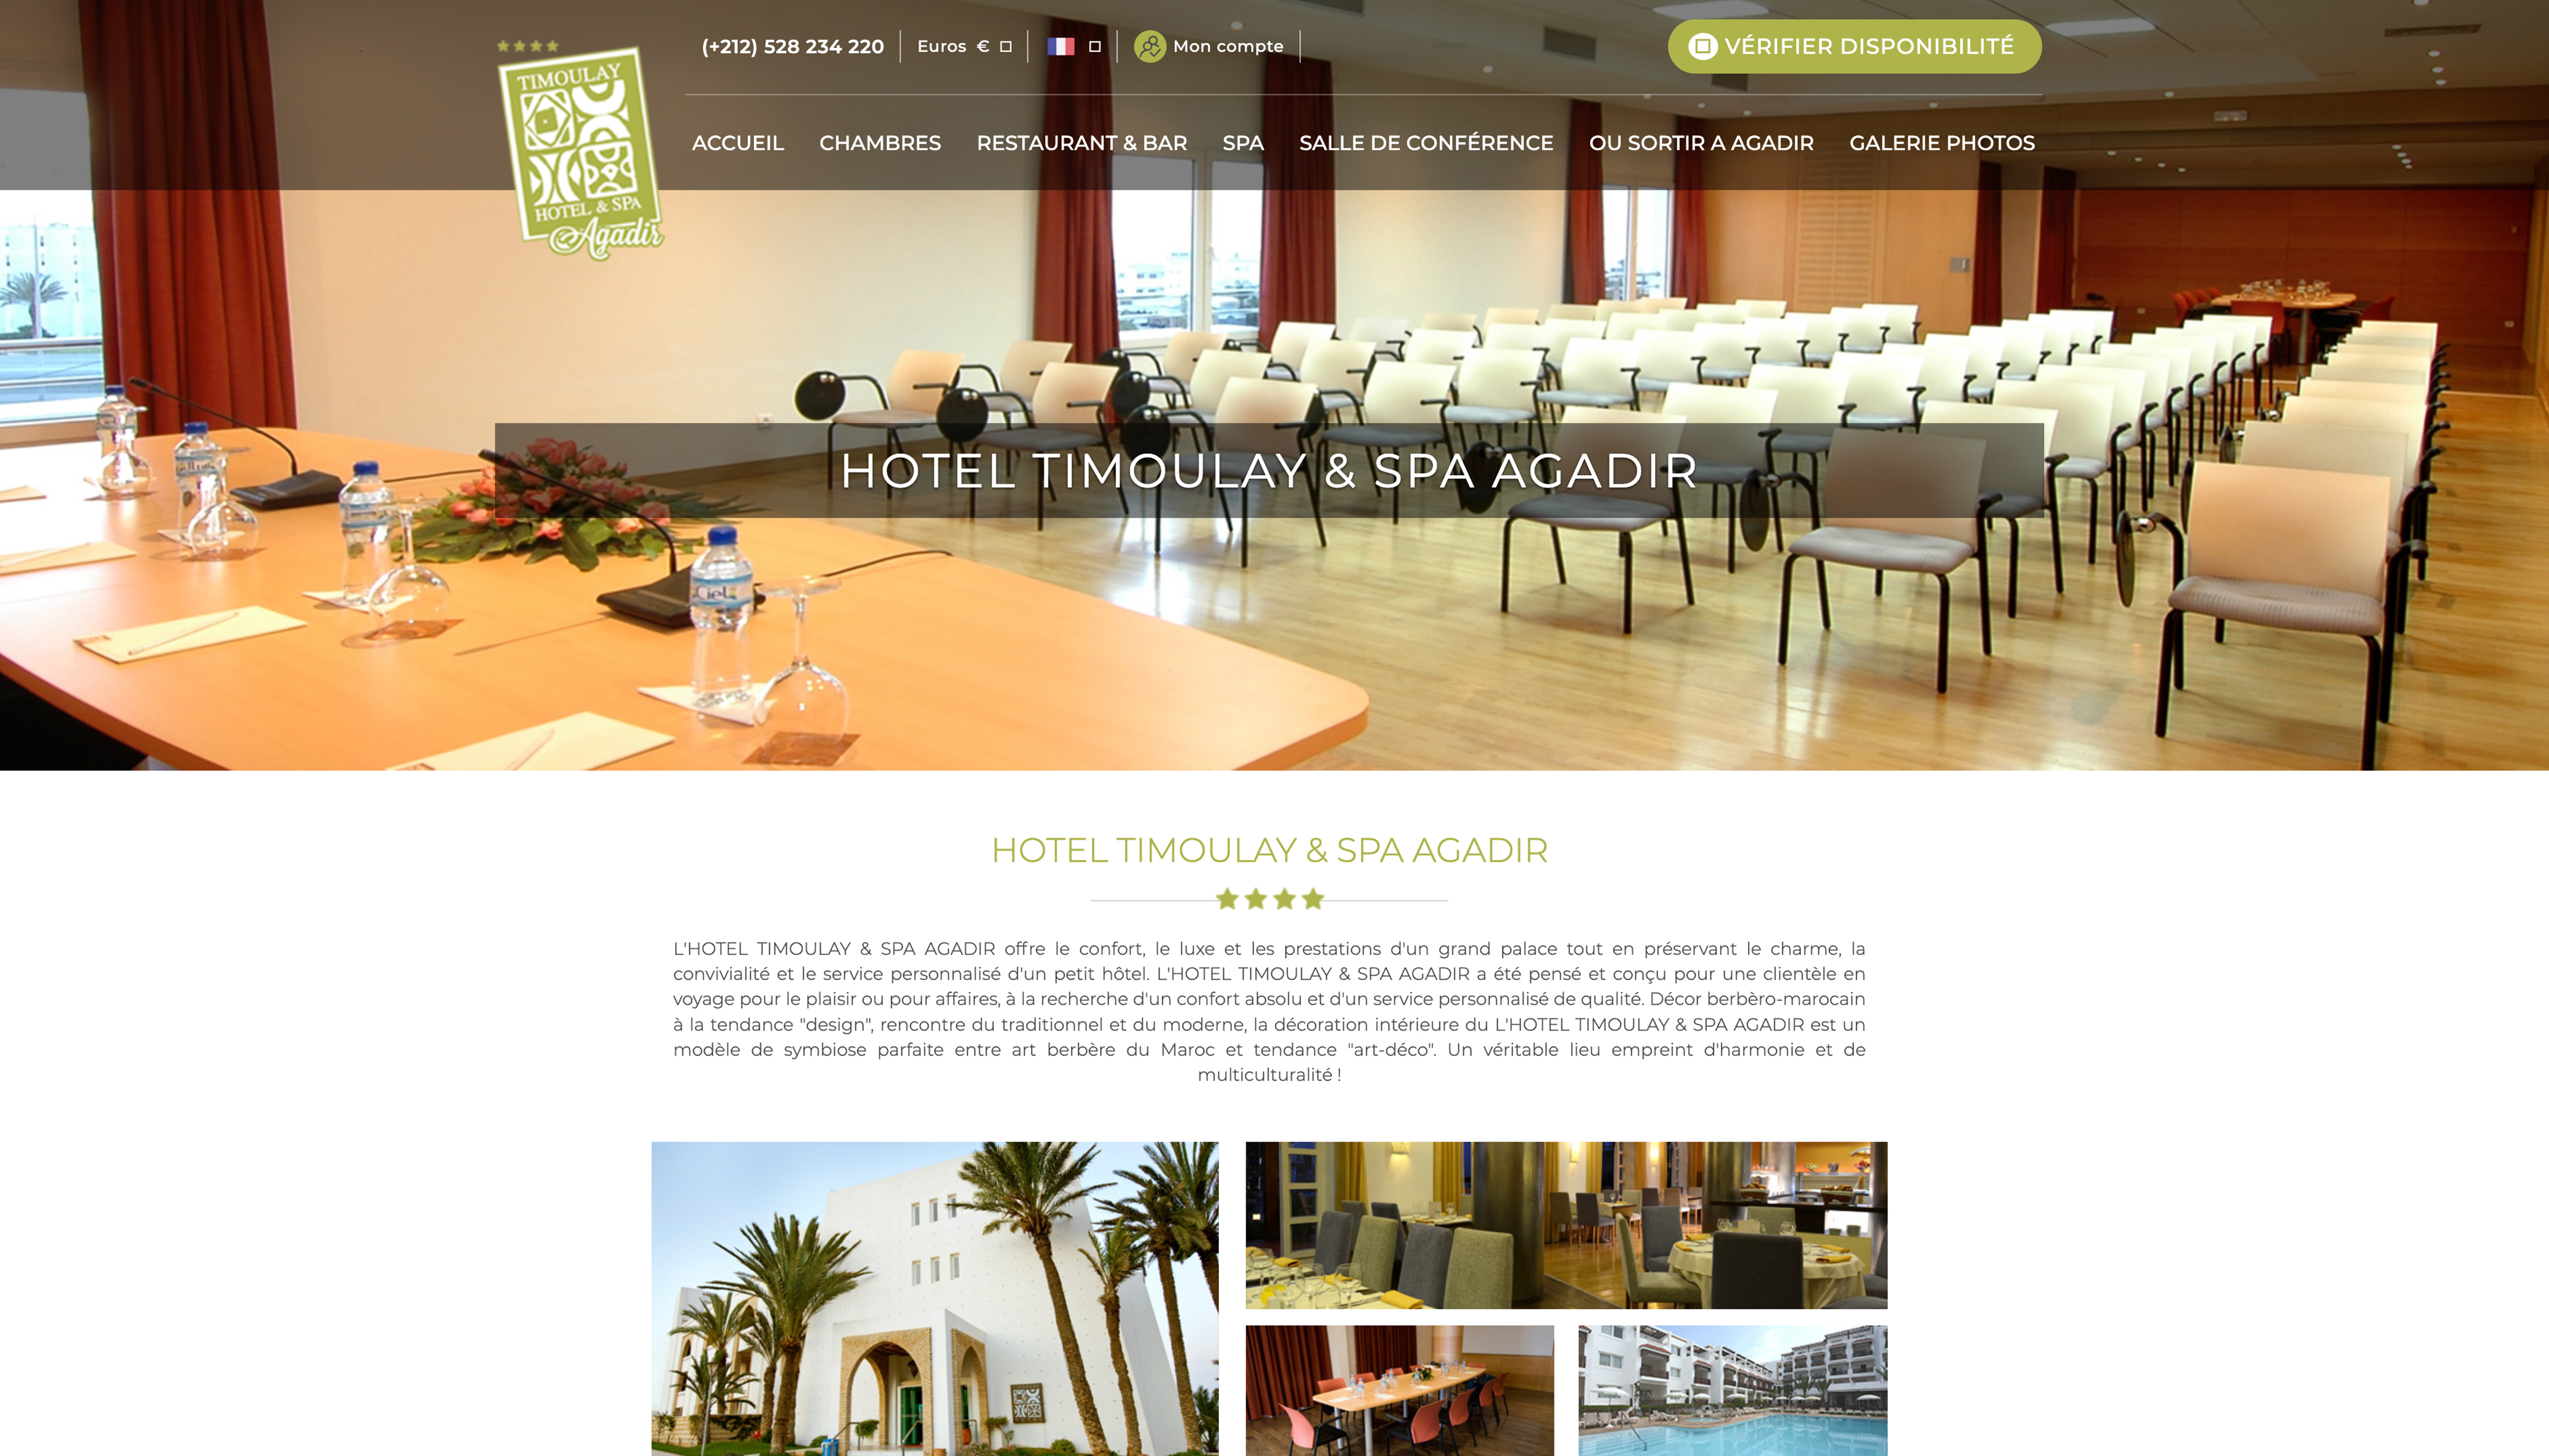 TIMOULAY
HOTEL & SPA
Agadir
(+212) 528 234 220
Euros €
Mon compte
VÉRIFIER DISPONIBILITÉ
ACCUEIL
CHAMBRES
RESTAURANT & BAR
SPA
SALLE DE CONFÉRENCE
OU SORTIR A AGADIR
GALERIE PHOTOS
HOTEL TIMOULAY & SPA AGADIR
Ciel
HOTEL TIMOULAY & SPA AGADIR
L'HOTEL TIMOULAY & SPA AGADIR offre le confort, le luxe et les prestations d'un grand palace tout en préservant le charme, la
convivialité et le service personnalisé d'un petit hôtel. L'HOTEL TIMOULAY & SPA AGADIR a été pensé et conçu pour une clientèle en
voyage pour le plaisir ou pour affaires, à la recherche d'un confort absolu et d'un service personnalisé de qualité. Décor berbèro-marocain
à la tendance "design", rencontre du traditionnel et du moderne, la décoration intérieure du L'HOTEL TIMOULAY & SPA AGADIR est un
modèle de symbiose parfaite entre art berbère du Maroc et tendance "art-déco". Un véritable lieu empreint d'harmonie et de
multiculturalité !